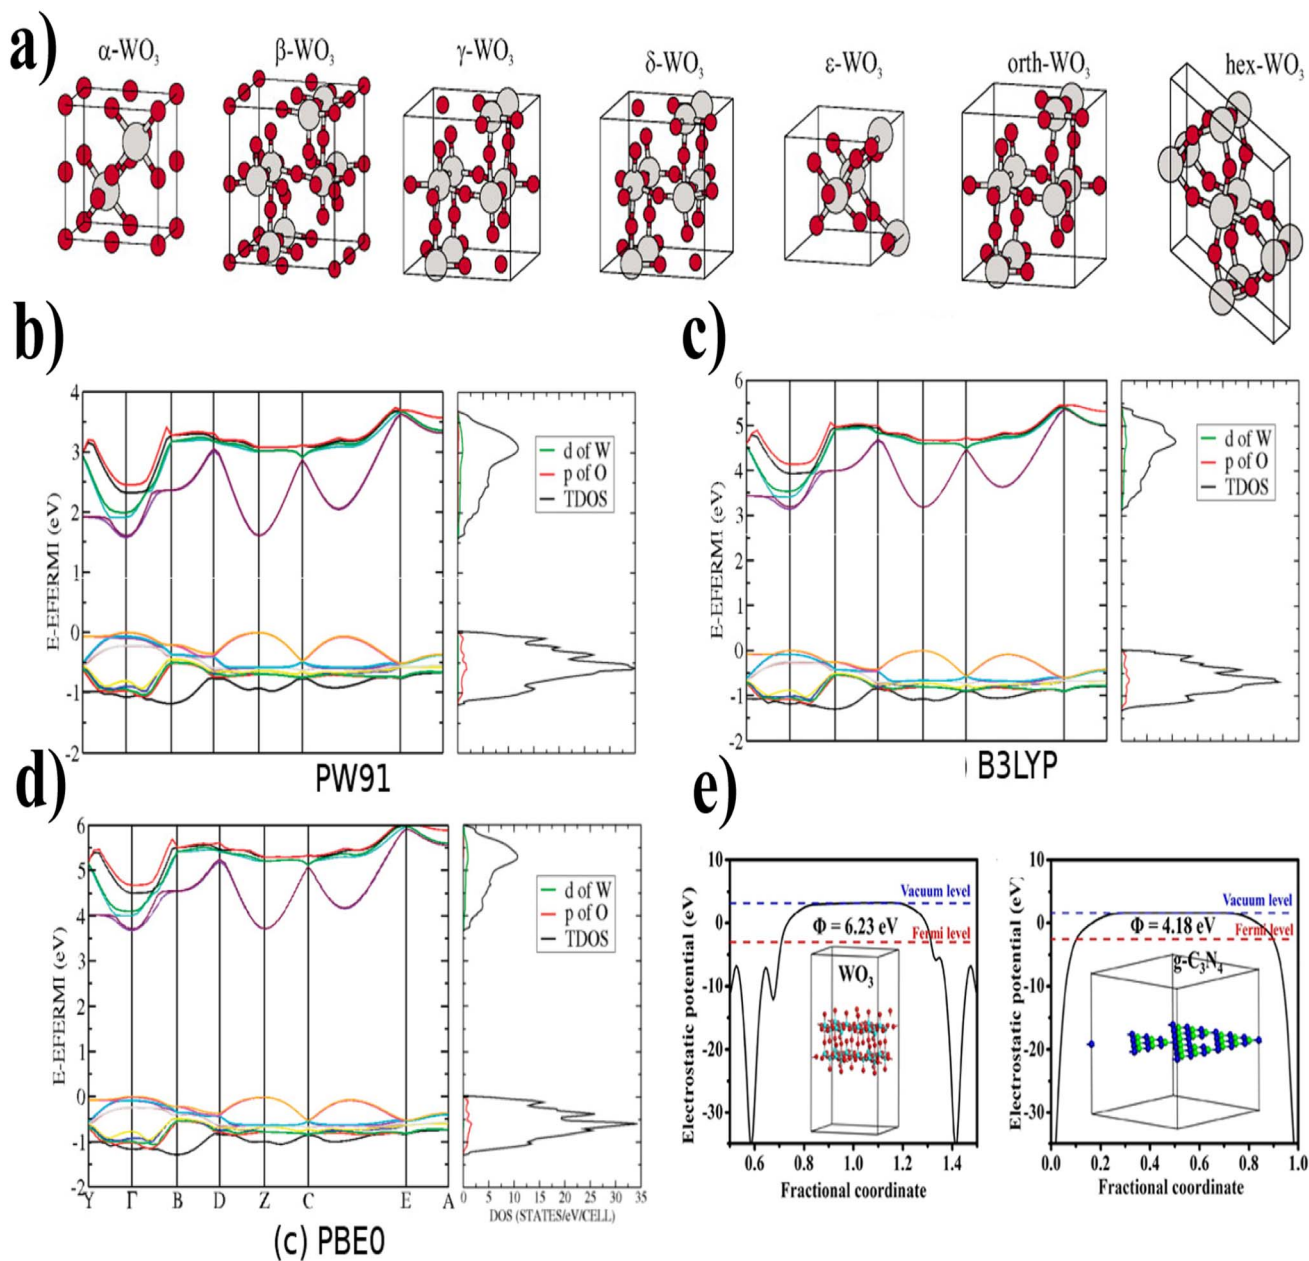 a)
α-WO₃
β-WO₃
γ-WO₃
δ-WO₃
ε-WO₃
orth-WO₃
hex-WO₃
b)
4
3
2
1
0
-1
-2
E-EFERMI (eV)
d of W
p of O
TDOS
PW91
c)
6
5
4
3
2
1
0
-1
-2
E-EFERMI (eV)
d of W
p of O
TDOS
) B3LYP
d)
6
5
4
3
2
1
0
-1
-2
E-EFERMI (eV)
Y Γ B D Z C E A
d of W
p of O
TDOS
0 5 10 15 20 25 30 35
DOS (STATES/eV/CELL)
(c) PBE0
e)
10
0
-10
-20
-30
Electrostatic potential (eV)
Vacuum level
Φ = 6.23 eV
Fermi level
WO₃
0.6 0.8 1.0 1.2 1.4
Fractional coordinate
10
0
-10
-20
-30
Electrostatic potential (eV)
Vacuum level
Φ = 4.18 eV
Fermi level
g-C₃N₄
0.0 0.2 0.4 0.6 0.8 1.0
Fractional coordinate